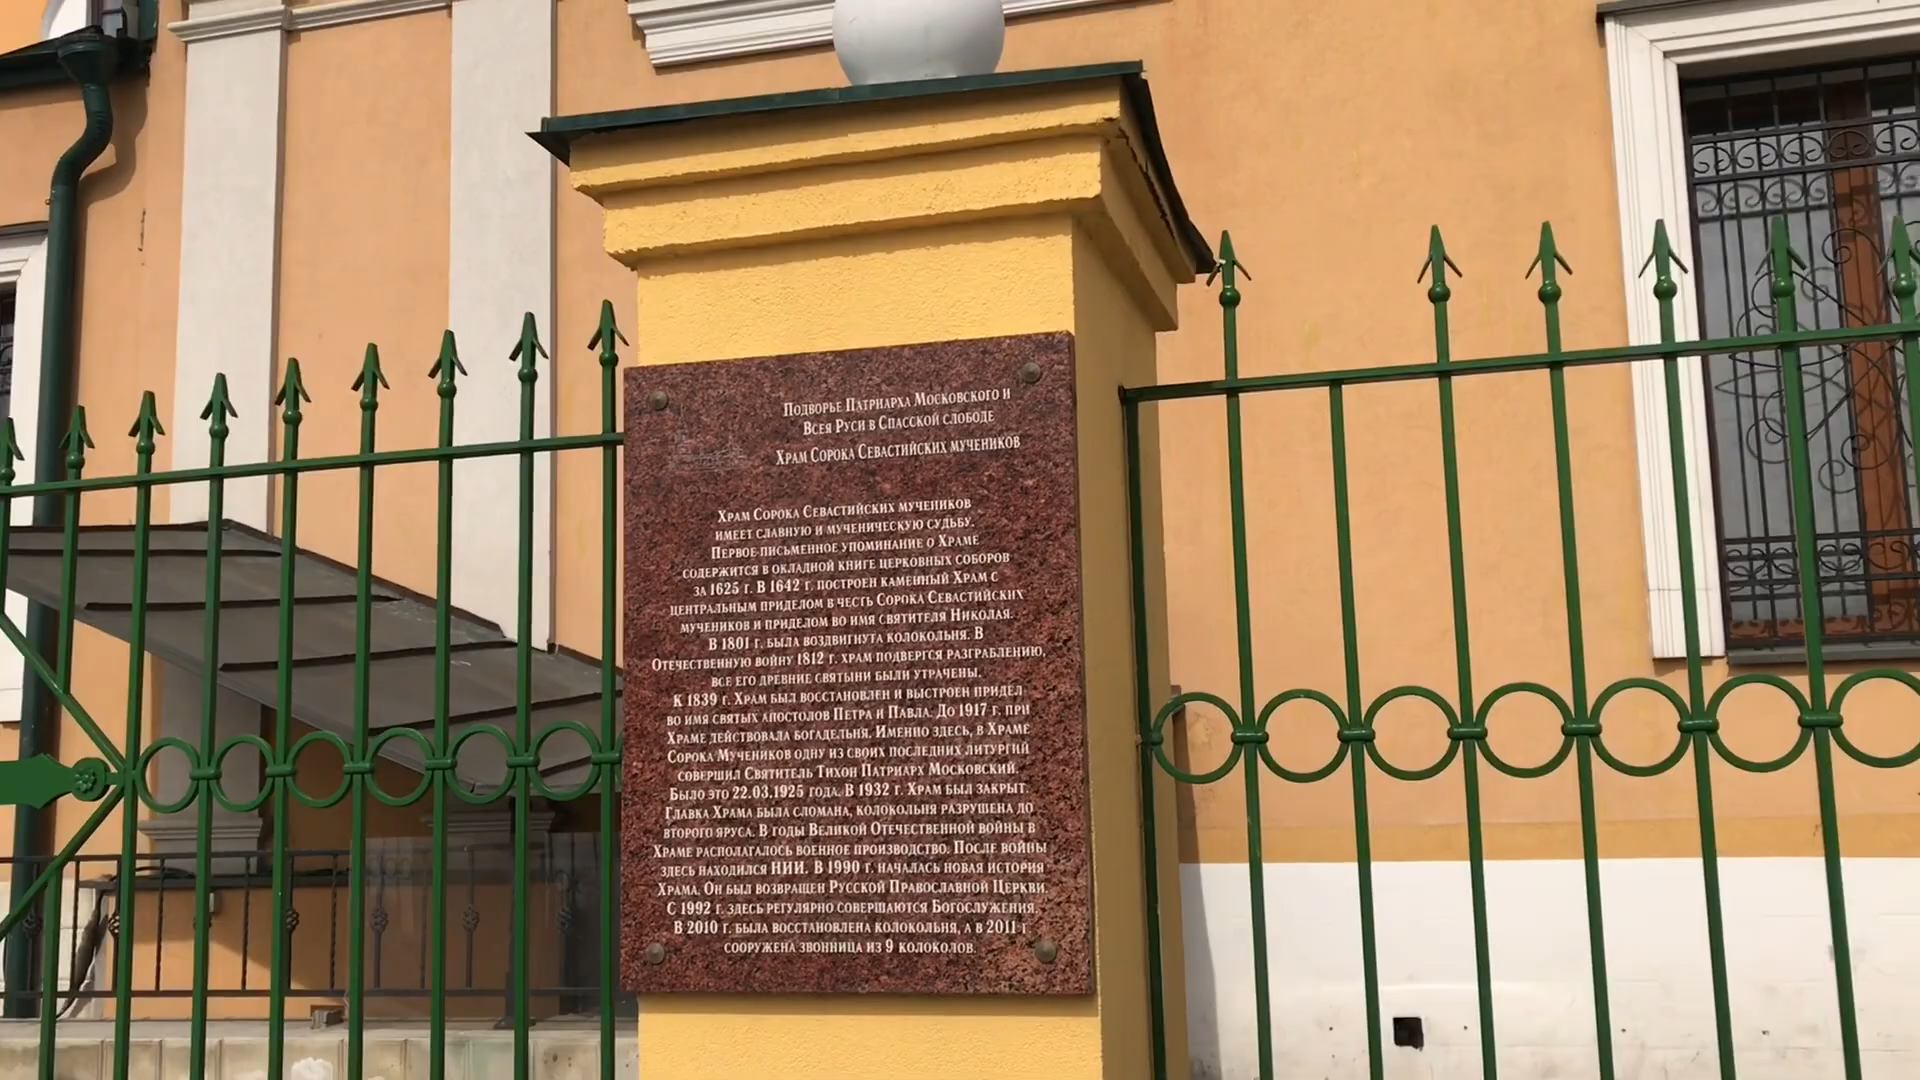 Подворье Патриарха Московского и
Всея Руси в Спасской слободе
Храм Сорока Севастийских мучеников
Храм Сорока Севастийских мучеников
имеет славную и мученическую судьбу.
Первое письменное упоминание о Храме
содержится в окладной книге церковных соборов
за 1625 г. В 1642 г. построен каменный Храм с
центральным приделом в честь Сорока Севастийских
мучеников и приделом во имя святителя Николая.
В 1801 г. была воздвигнута колокольня. В
Отечественную войну 1812 г. храм подвергся разграблению,
все его древние святыни были утрачены.
К 1839 г. Храм был восстановлен и выстроен придел
во имя святых апостолов Петра и Павла. До 1917 г. при
Храме действовала богадельня. Именно здесь, в Храме
Сорока Мучеников одну из своих последних литургий
совершил Святитель Тихон Патриарх Московский.
Было это 22.03.1925 года. В 1932 г. Храм был закрыт.
Главка Храма была сломана, колокольня разрушена до
второго яруса. В годы Великой Отечественной войны в
Храме располагалось военное производство. После войны
здесь находился НИИ. В 1990 г. началась новая история
Храма. Он был возвращен Русской Православной Церкви.
С 1992 г. здесь регулярно совершаются Богослужения.
В 2010 г. была восстановлена колокольня, а в 2011 г
сооружена звонница из 9 колоколов.